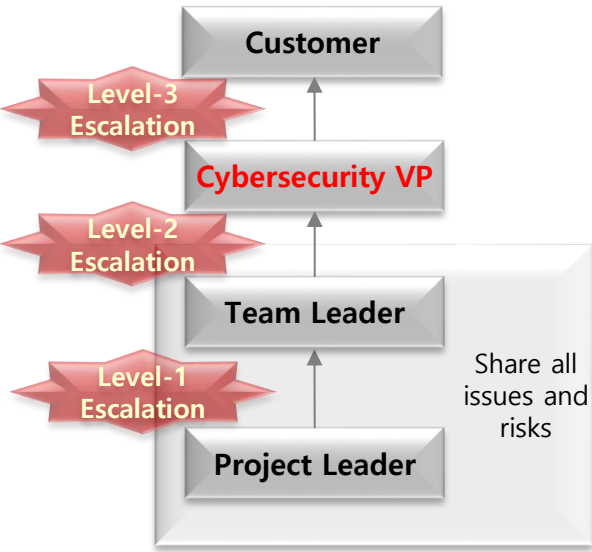 Customer
Level-3
Escalation
Cybersecurity VP
Level-2
Escalation
Team Leader
Share all
issues and
risks
Level-1
Escalation
Project Leader